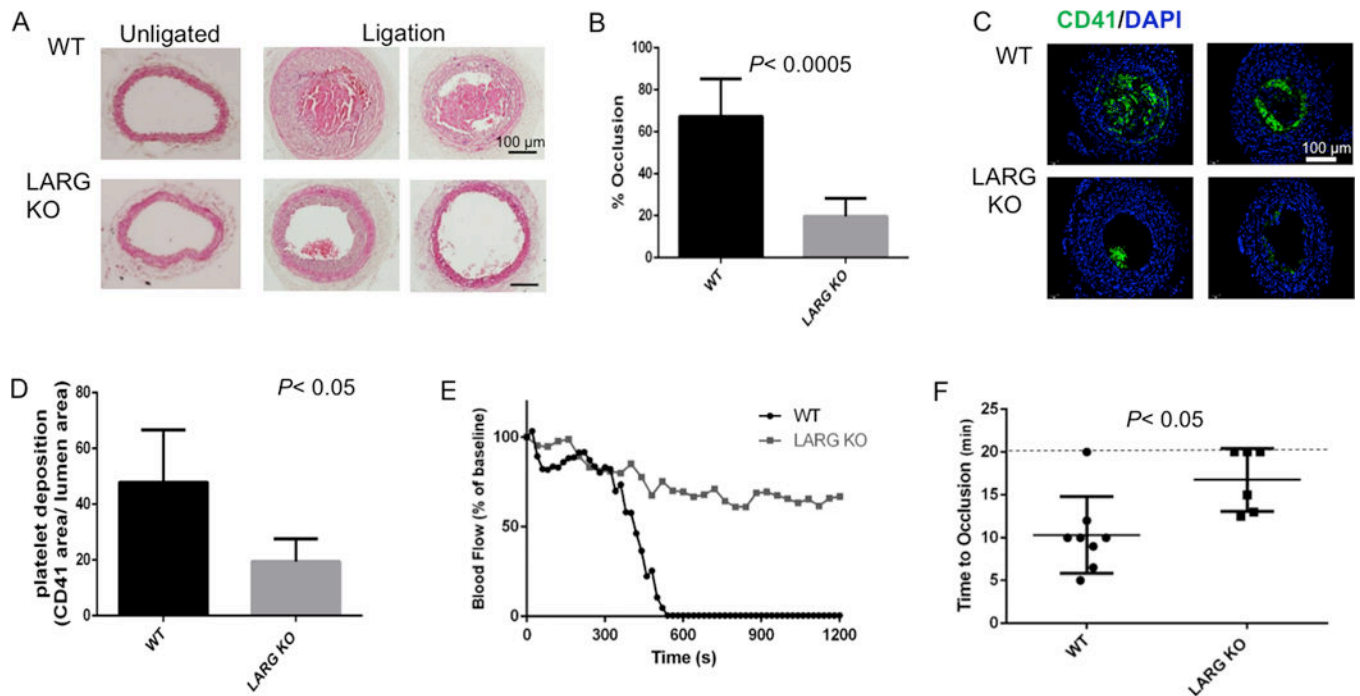 A
WT
Unligated
Ligation
100 µm
LARG
KO
B
P< 0.0005
% Occlusion
100
80
60
40
20
0
WT
LARG KO
C
CD41/DAPI
WT
100 µm
LARG
KO
D
P< 0.05
platelet deposition
(CD41 area/ lumen area)
80
60
40
20
0
WT
LARG KO
E
WT
LARG KO
Blood Flow (% of baseline)
100
50
0
0
300
600
900
1200
Time (s)
F
P< 0.05
Time to Occlusion (min)
25
20
15
10
5
0
WT
LARG KO